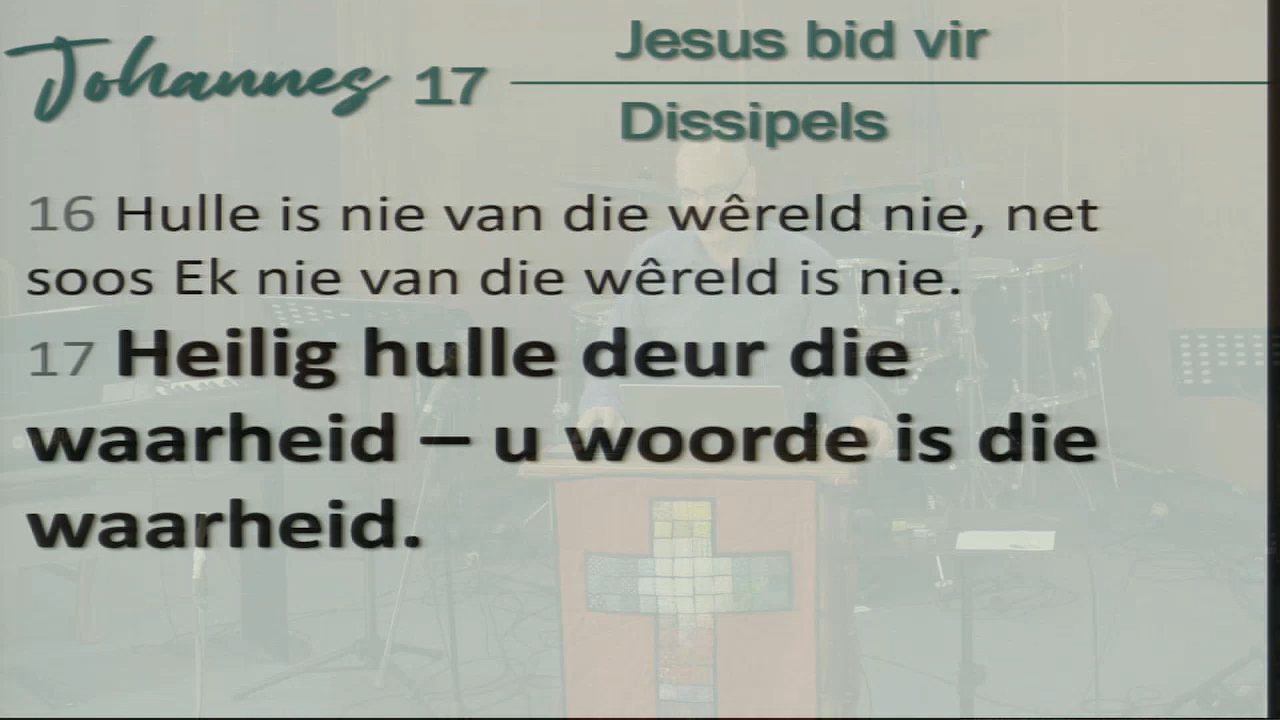 Johannes 17
Jesus bid vir
Dissipels
16 Hulle is nie van die wêreld nie, net
soos Ek nie van die wêreld is nie.
17 Heilig hulle deur die
waarheid – u woorde is die
waarheid.